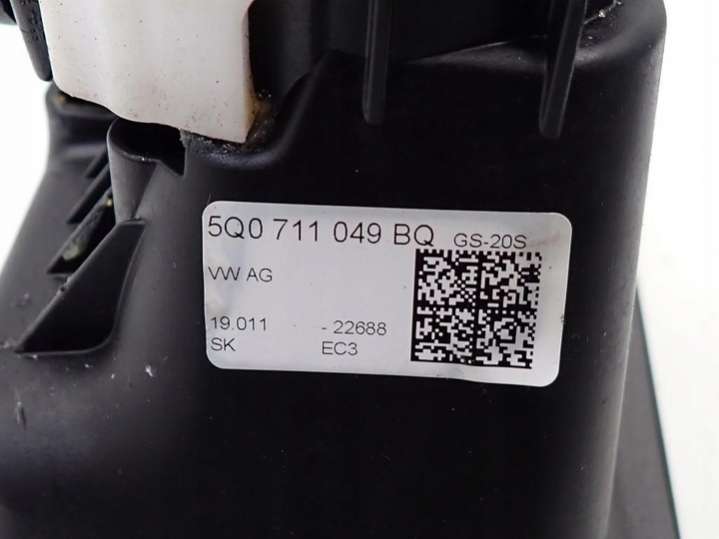 5Q0 711 049 BQ GS-20S
VW AG
19.011 - 22688
SK EC3